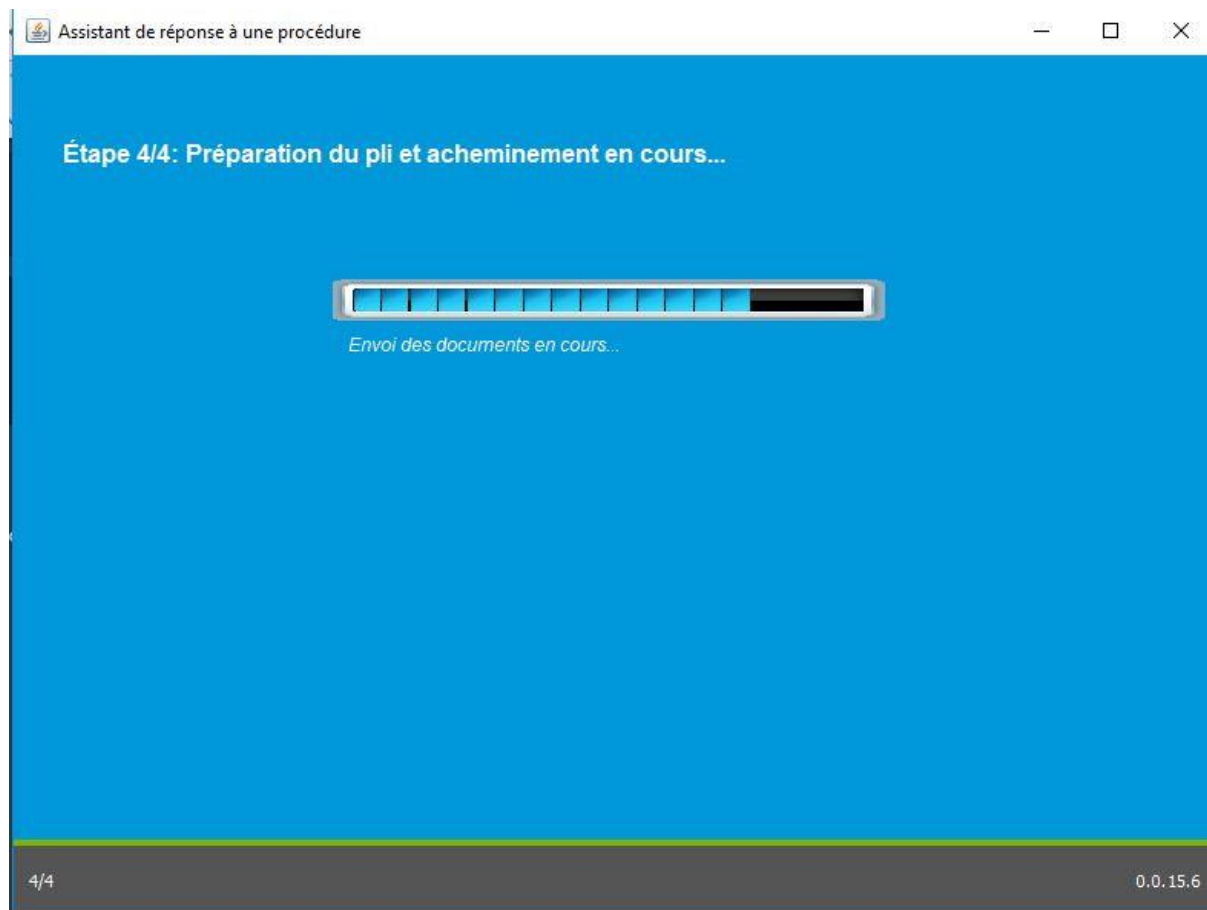 Assistant de réponse à une procédure
Étape 4/4: Préparation du pli et acheminement en cours...
Envoi des documents en cours...
4/4
0.0.15.6